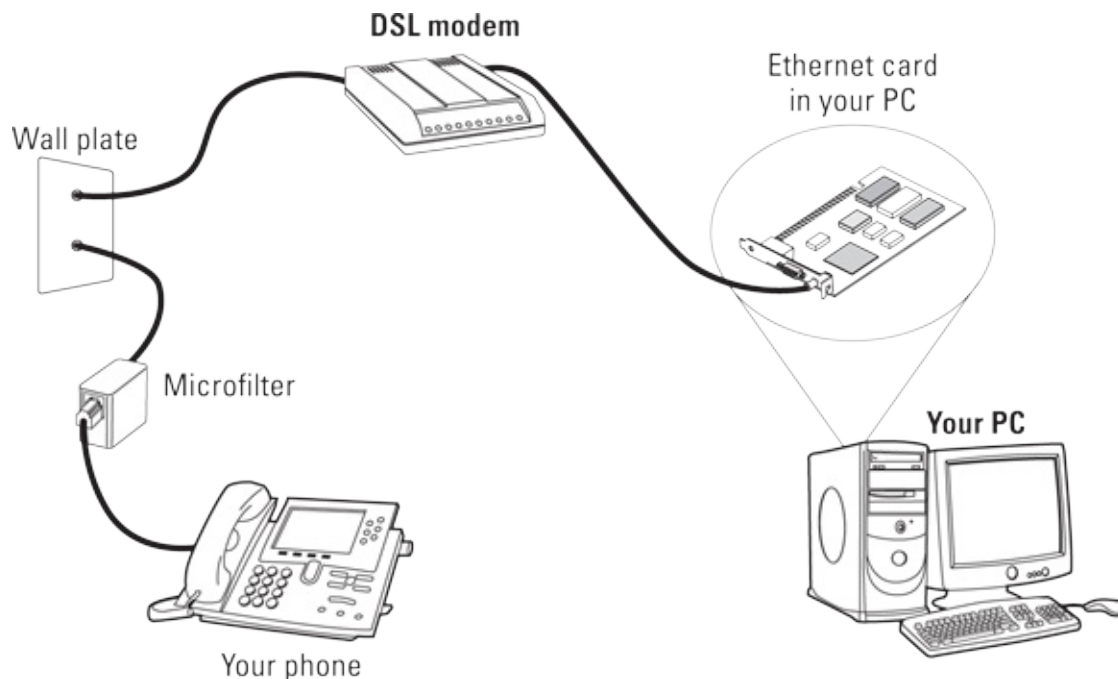 DSL modem
Ethernet card
in your PC
Wall plate
Microfilter
Your PC
Your phone